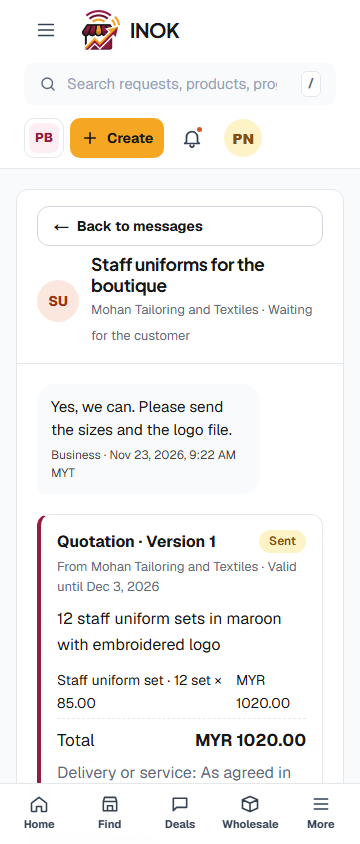 INOK
Search requests, products, pro
/
PB
+ Create
PN
← Back to messages
SU
Staff uniforms for the
boutique
Mohan Tailoring and Textiles · Waiting
for the customer
Yes, we can. Please send
the sizes and the logo file.
Business · Nov 23, 2026, 9:22 AM
MYT
Quotation · Version 1
Sent
From Mohan Tailoring and Textiles · Valid
until Dec 3, 2026
12 staff uniform sets in maroon
with embroidered logo
Staff uniform set · 12 set × MYR
85.00 1020.00
Total MYR 1020.00
Delivery or service: As agreed in
Home Find Deals Wholesale More